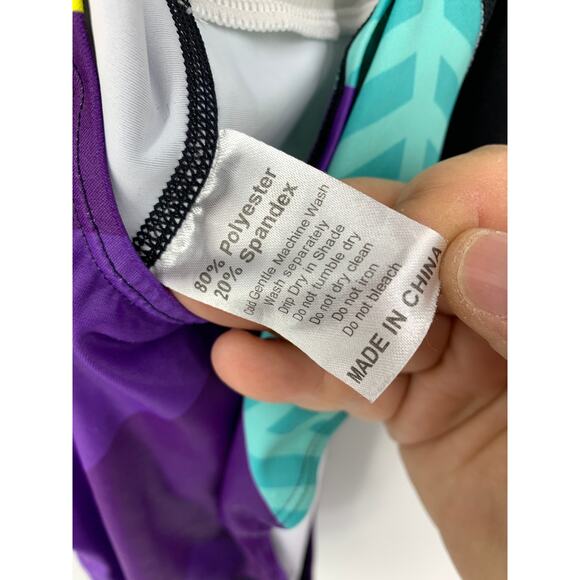 80% Polyester
20% Spandex
Cold Gentle Machine Wash
Wash separately
Drip Dry in Shade
Do not tumble dry
Do not dry clean
Do not iron
Do not bleach
MADE IN CHINA